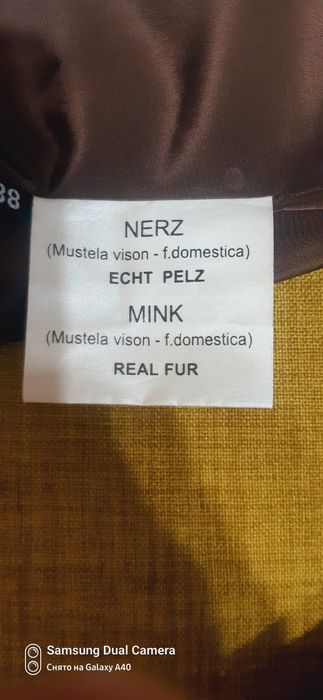 38
NERZ
(Mustela vison - f.domestica)
ECHT PELZ
MINK
(Mustela vison - f.domestica)
REAL FUR
Samsung Dual Camera
Снято на Galaxy A40